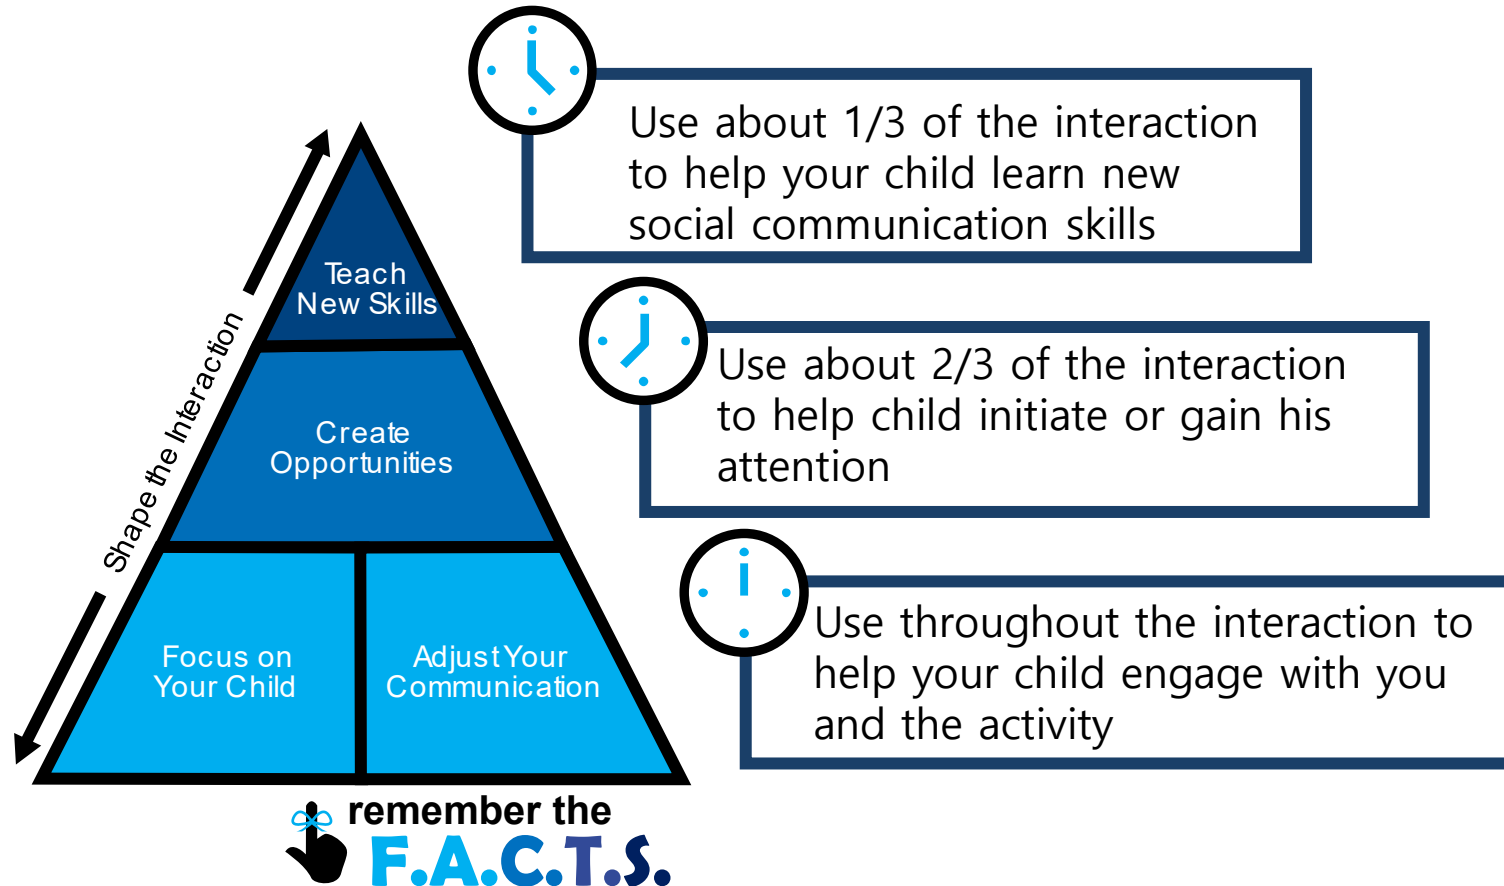 Use about 1/3 of the interaction
to help your child learn new
social communication skills
Teach
New Skills
Use about 2/3 of the interaction
to help child initiate or gain his
attention
Create
Opportunities
Shape the Interaction
Use throughout the interaction to
help your child engage with you
and the activity
Focus on
Your Child
Adjust Your
Communication
remember the
F.A.C.T.S.